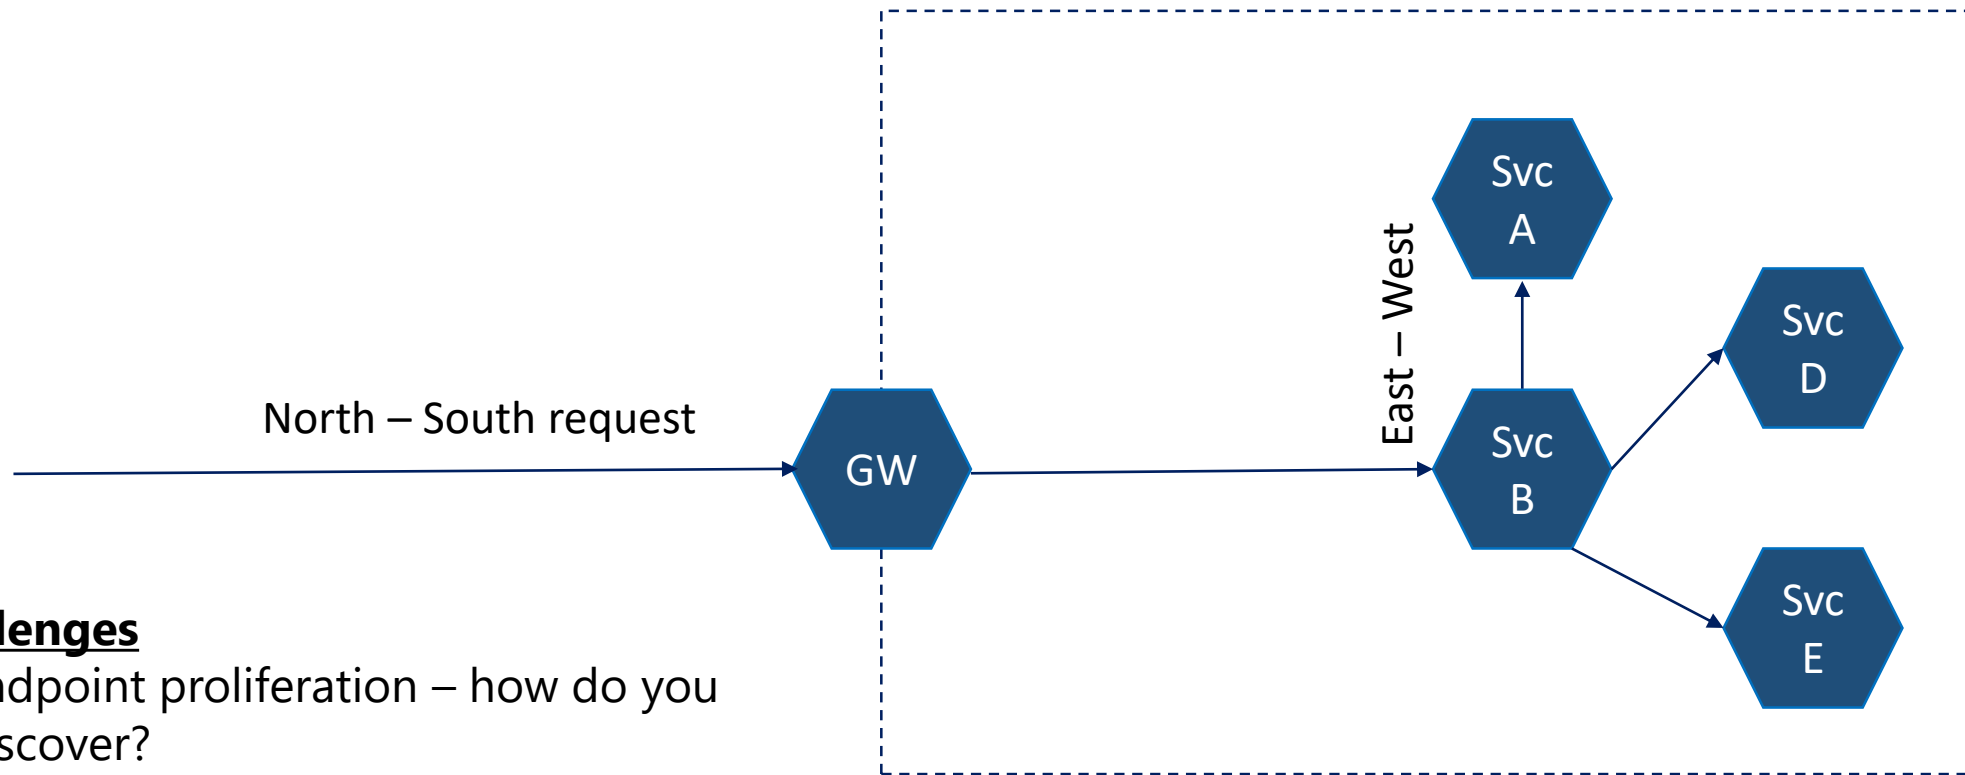 Svc
A
East – West
Svc
D
North – South request
GW
Svc
B
Svc
E
lenges
dpoint proliferation – how do you
scover?